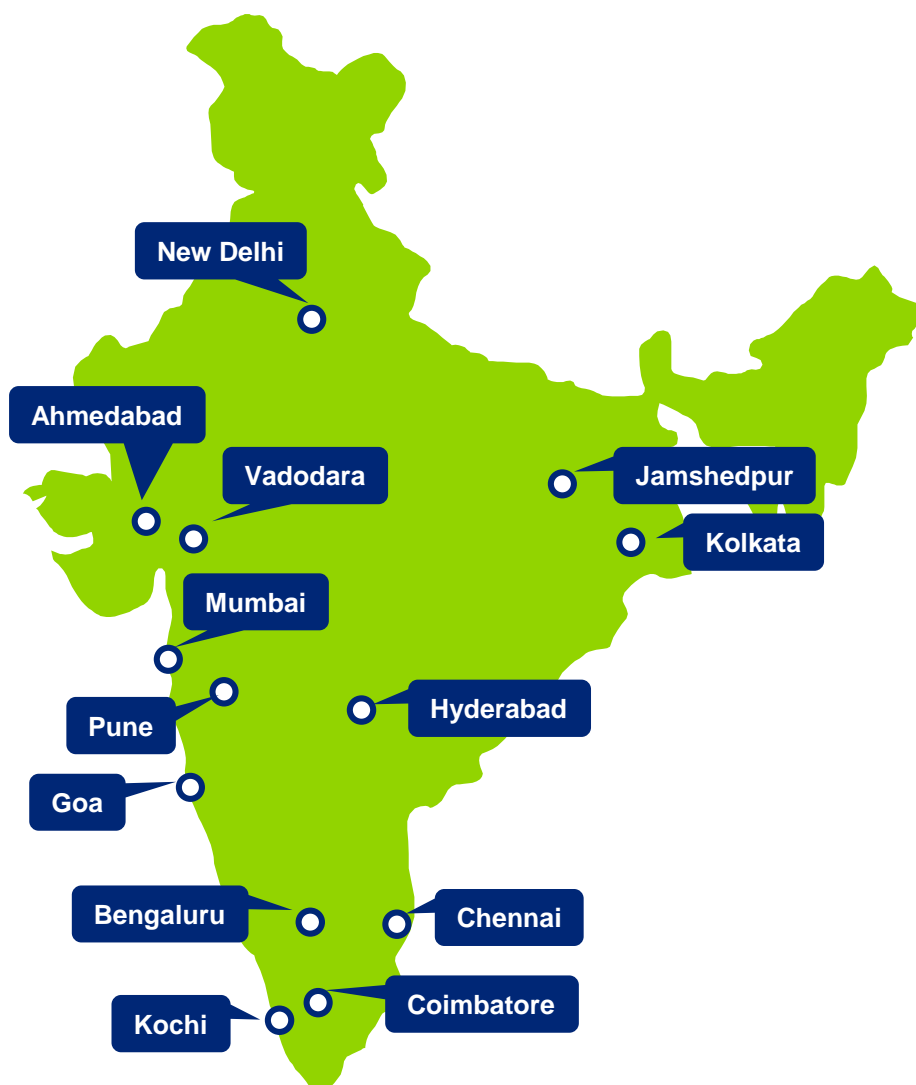 New Delhi
Ahmedabad
Vadodara
Jamshedpur
Kolkata
Mumbai
Pune
Hyderabad
Goa
Bengaluru
Chennai
Coimbatore
Kochi